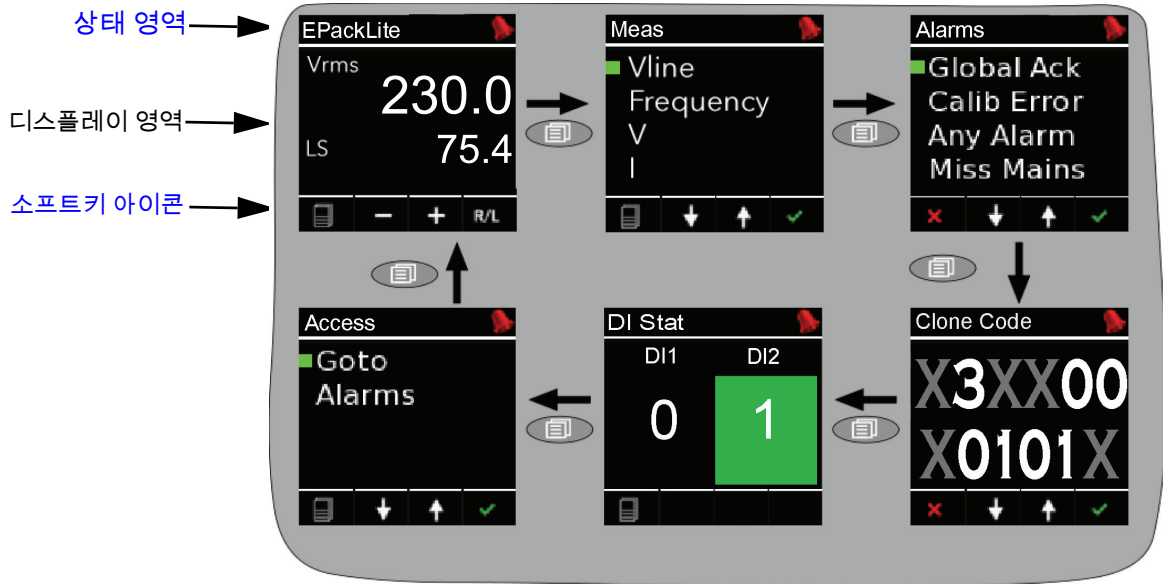 상태 영역
디스플레이 영역
소프트키 아이콘
EPackLite
Vrms
230.0
LS
75.4
R/L
Meas
Vline
Frequency
V
I
Alarms
Global Ack
Calib Error
Any Alarm
Miss Mains
Access
Goto
Alarms
DI Stat
DI1 DI2
0 1
Clone Code
X3XX00
X0101X